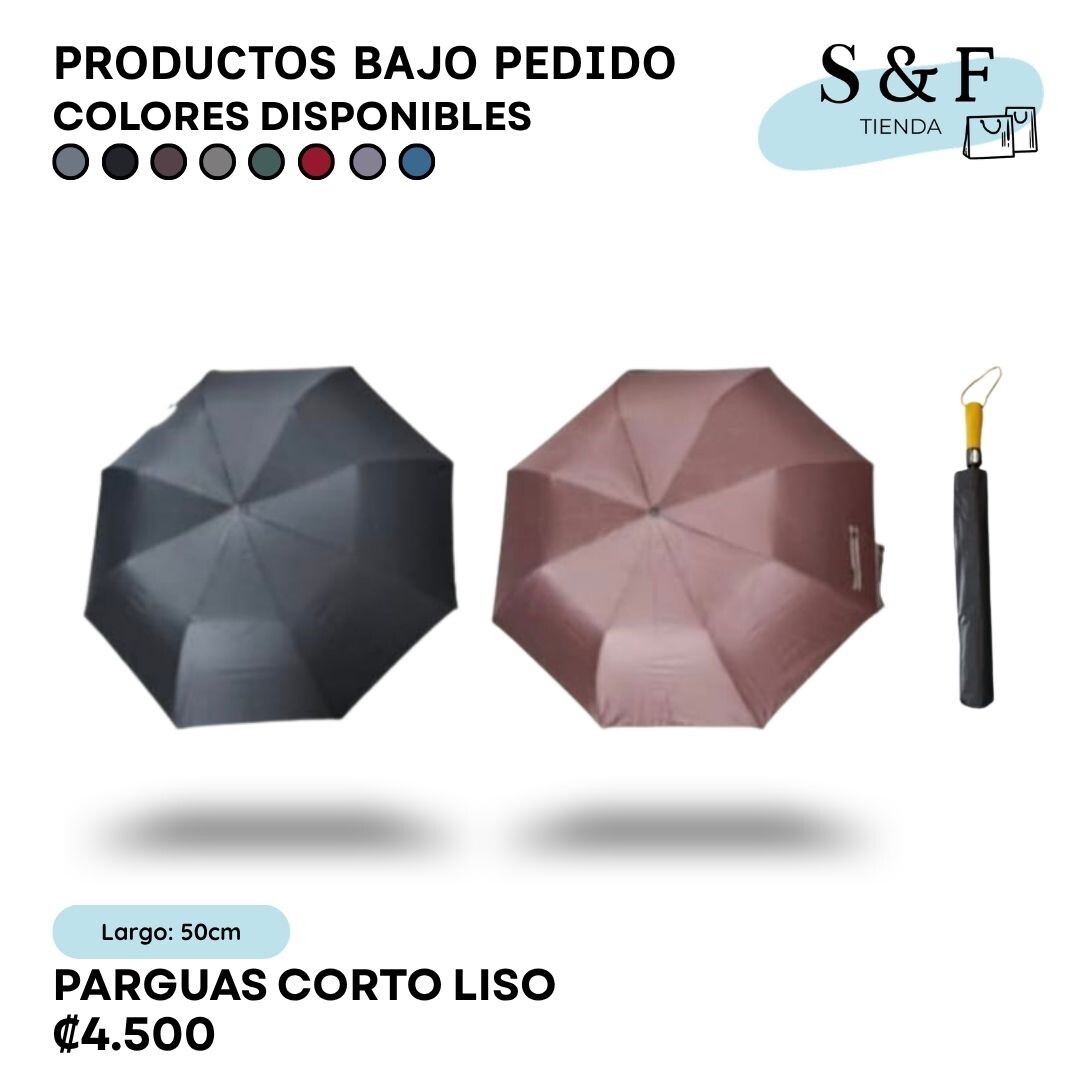 PRODUCTOS BAJO PEDIDO
COLORES DISPONIBLES
S & F
TIENDA
Largo: 50cm
PARGUAS CORTO LISO
₡4.500